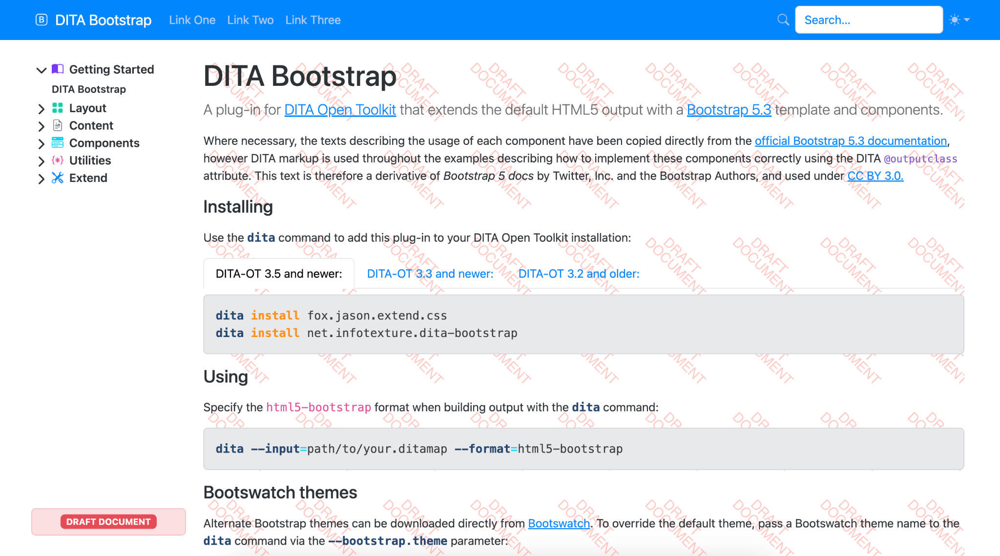 DITA Bootstrap
Link One
Link Two
Link Three
Search...
Getting Started
DITA Bootstrap
Layout
Content
Components
Utilities
Extend
DRAFT DOCUMENT
DITA Bootstrap
A plug-in for DITA Open Toolkit that extends the default HTML5 output with a Bootstrap 5.3 template and components.
Where necessary, the texts describing the usage of each component have been copied directly from the official Bootstrap 5.3 documentation,
however DITA markup is used throughout the examples describing how to implement these components correctly using the DITA @outputclass
attribute. This text is therefore a derivative of Bootstrap 5 docs by Twitter, Inc. and the Bootstrap Authors, and used under CC BY 3.0.
Installing
Use the dita command to add this plug-in to your DITA Open Toolkit installation:
DITA-OT 3.5 and newer:
DITA-OT 3.3 and newer:
DITA-OT 3.2 and older:
dita install fox.jason.extend.css
dita install net.infotexture.dita-bootstrap
Using
Specify the html5-bootstrap format when building output with the dita command:
dita --input=path/to/your.ditamap --format=html5-bootstrap
Bootswatch themes
Alternate Bootstrap themes can be downloaded directly from Bootswatch. To override the default theme, pass a Bootswatch theme name to the
dita command via the --bootstrap.theme parameter:
DRAFT
DOCUMENT